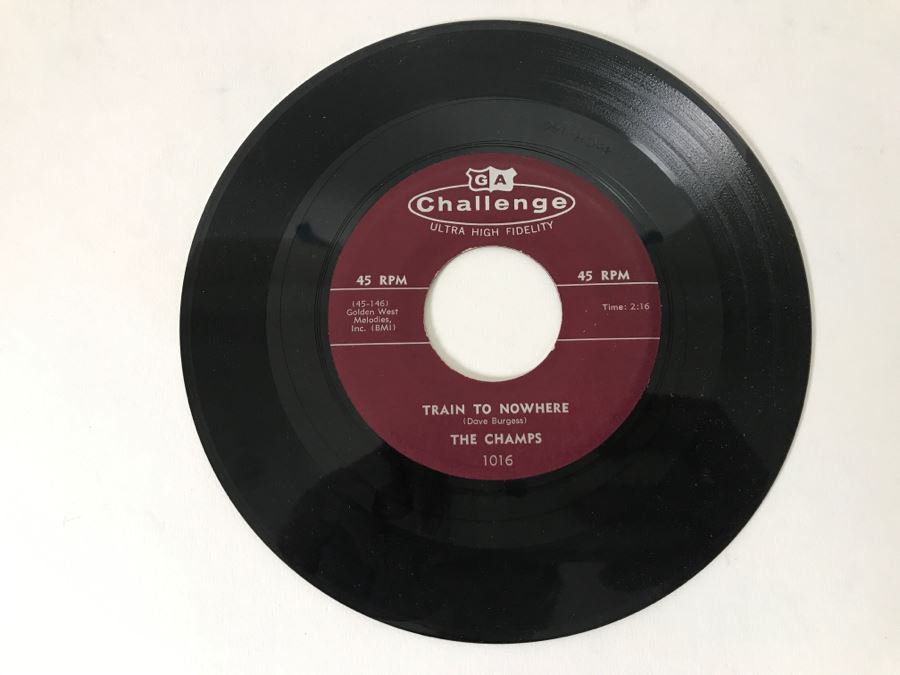 GA
Challenge
ULTRA HIGH FIDELITY
45 RPM
45 RPM
(45-146)
Golden West
Melodies,
Inc. (BMI)
Time: 2:16
TRAIN TO NOWHERE
(Dave Burgess)
THE CHAMPS
1016